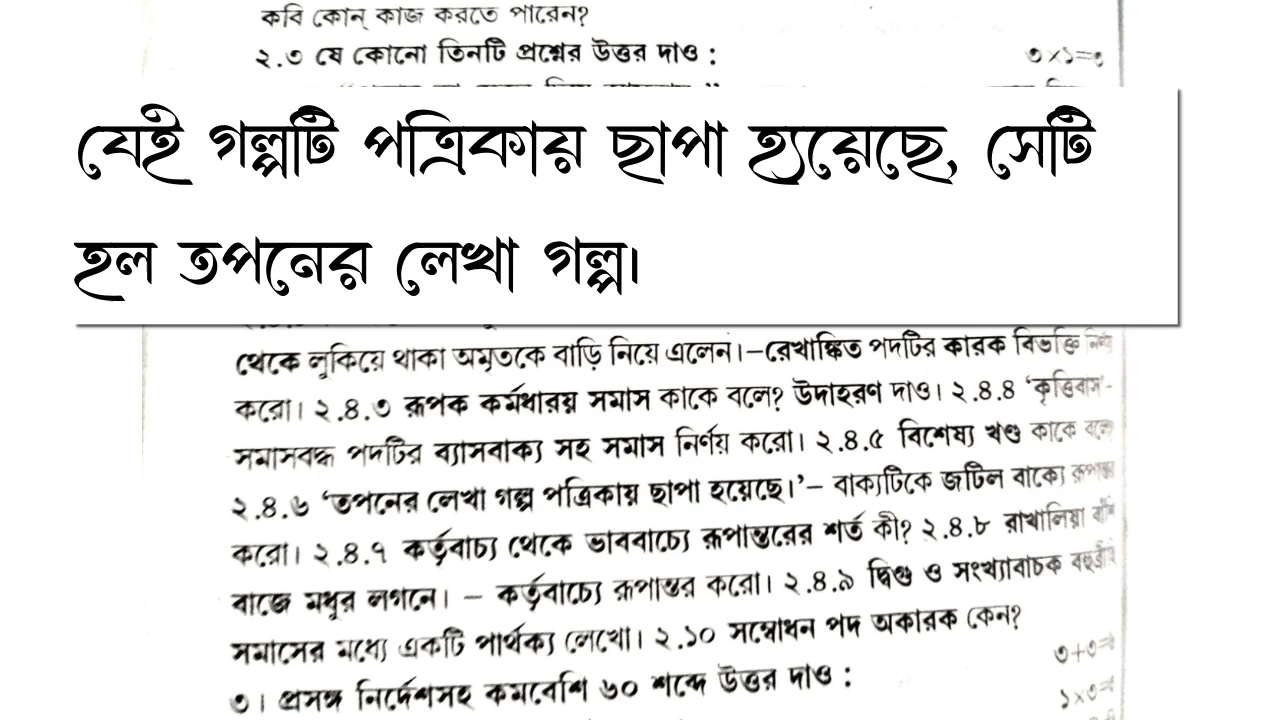 কবি কোন্ কাজ করতে পারেন?
২.৩ যে কোনো তিনটি প্রশ্নের উত্তর দাও : ৩×১=৩
যেই গল্পটি পত্রিকায় ছাপা হ্য়েছে, সেটি
হল তপনের লেখা গল্প।
থেকে লুকিয়ে থাকা অমৃতকে বাড়ি নিয়ে এলেন।–রেখাঙ্কিত পদটির কারক বিভক্তি
করো। ২.৪.৩ রূপক কর্মধারয় সমাস কাকে বলে? উদাহরণ দাও। ২.৪.৪ ‘কৃত্তিবাস’-
সমাসবদ্ধ পদটির ব্যাসবাক্য সহ সমাস নির্ণয় করো। ২.৪.৫ বিশেষ্য খণ্ড কাকে বলে
২.৪.৬ ‘তপনের লেখা গল্প পত্রিকায় ছাপা হয়েছে।’– বাক্যটিকে জটিল বাক্যে
করো। ২.৪.৭ কর্তৃবাচ্য থেকে ভাববাচ্যে রূপান্তরের শর্ত কী? ২.৪.৮ রাখালিয়া
বাজে মধুর লগনে। – কর্তৃবাচ্যে রূপান্তর করো। ২.৪.৯ দ্বিগু ও সংখ্যাবাচক
সমাসের মধ্যে একটি পার্থক্য লেখো। ২.১০ সম্বোধন পদ অকারক কেন?
৩। প্রসঙ্গ নির্দেশসহ কমবেশি ৬০ শব্দে উত্তর দাও :